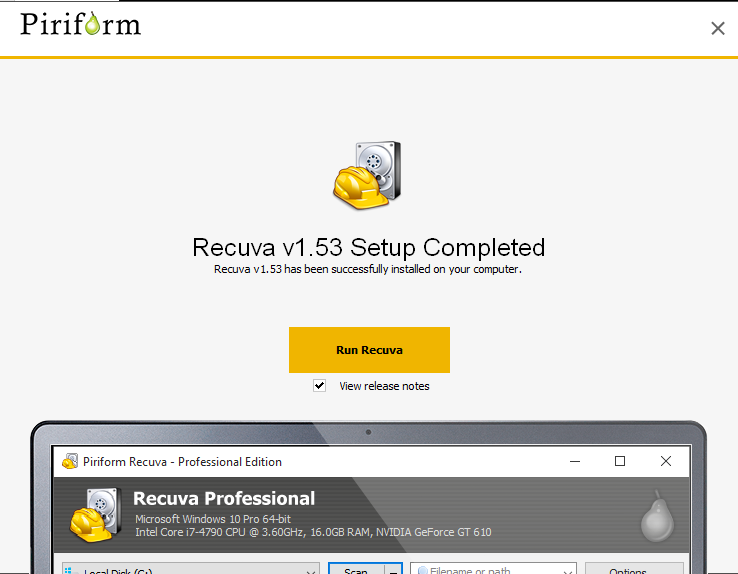 Piriform
Recuva v1.53 Setup Completed
Recuva v1.53 has been successfully installed on your computer.
Run Recuva
View release notes
Piriform Recuva - Professional Edition
Recuva Professional
Microsoft Windows 10 Pro 64-bit
Intel Core i7-4790 CPU @ 3.60GHz, 16.0GB RAM, NVIDIA GeForce GT 610
Local Disk (C:) Scan Filename or path Options...